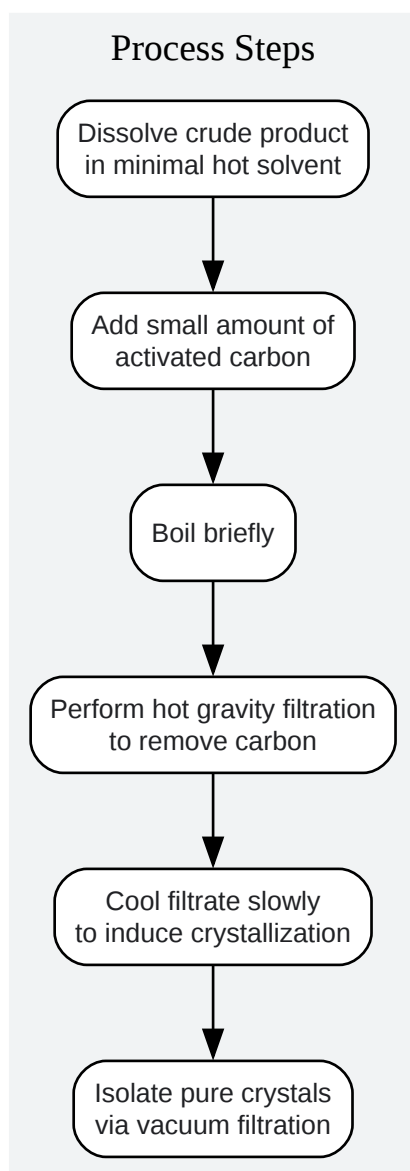 Process Steps
Dissolve crude product
in minimal hot solvent
Add small amount of
activated carbon
Boil briefly
Perform hot gravity filtration
to remove carbon
Cool filtrate slowly
to induce crystallization
Isolate pure crystals
via vacuum filtration